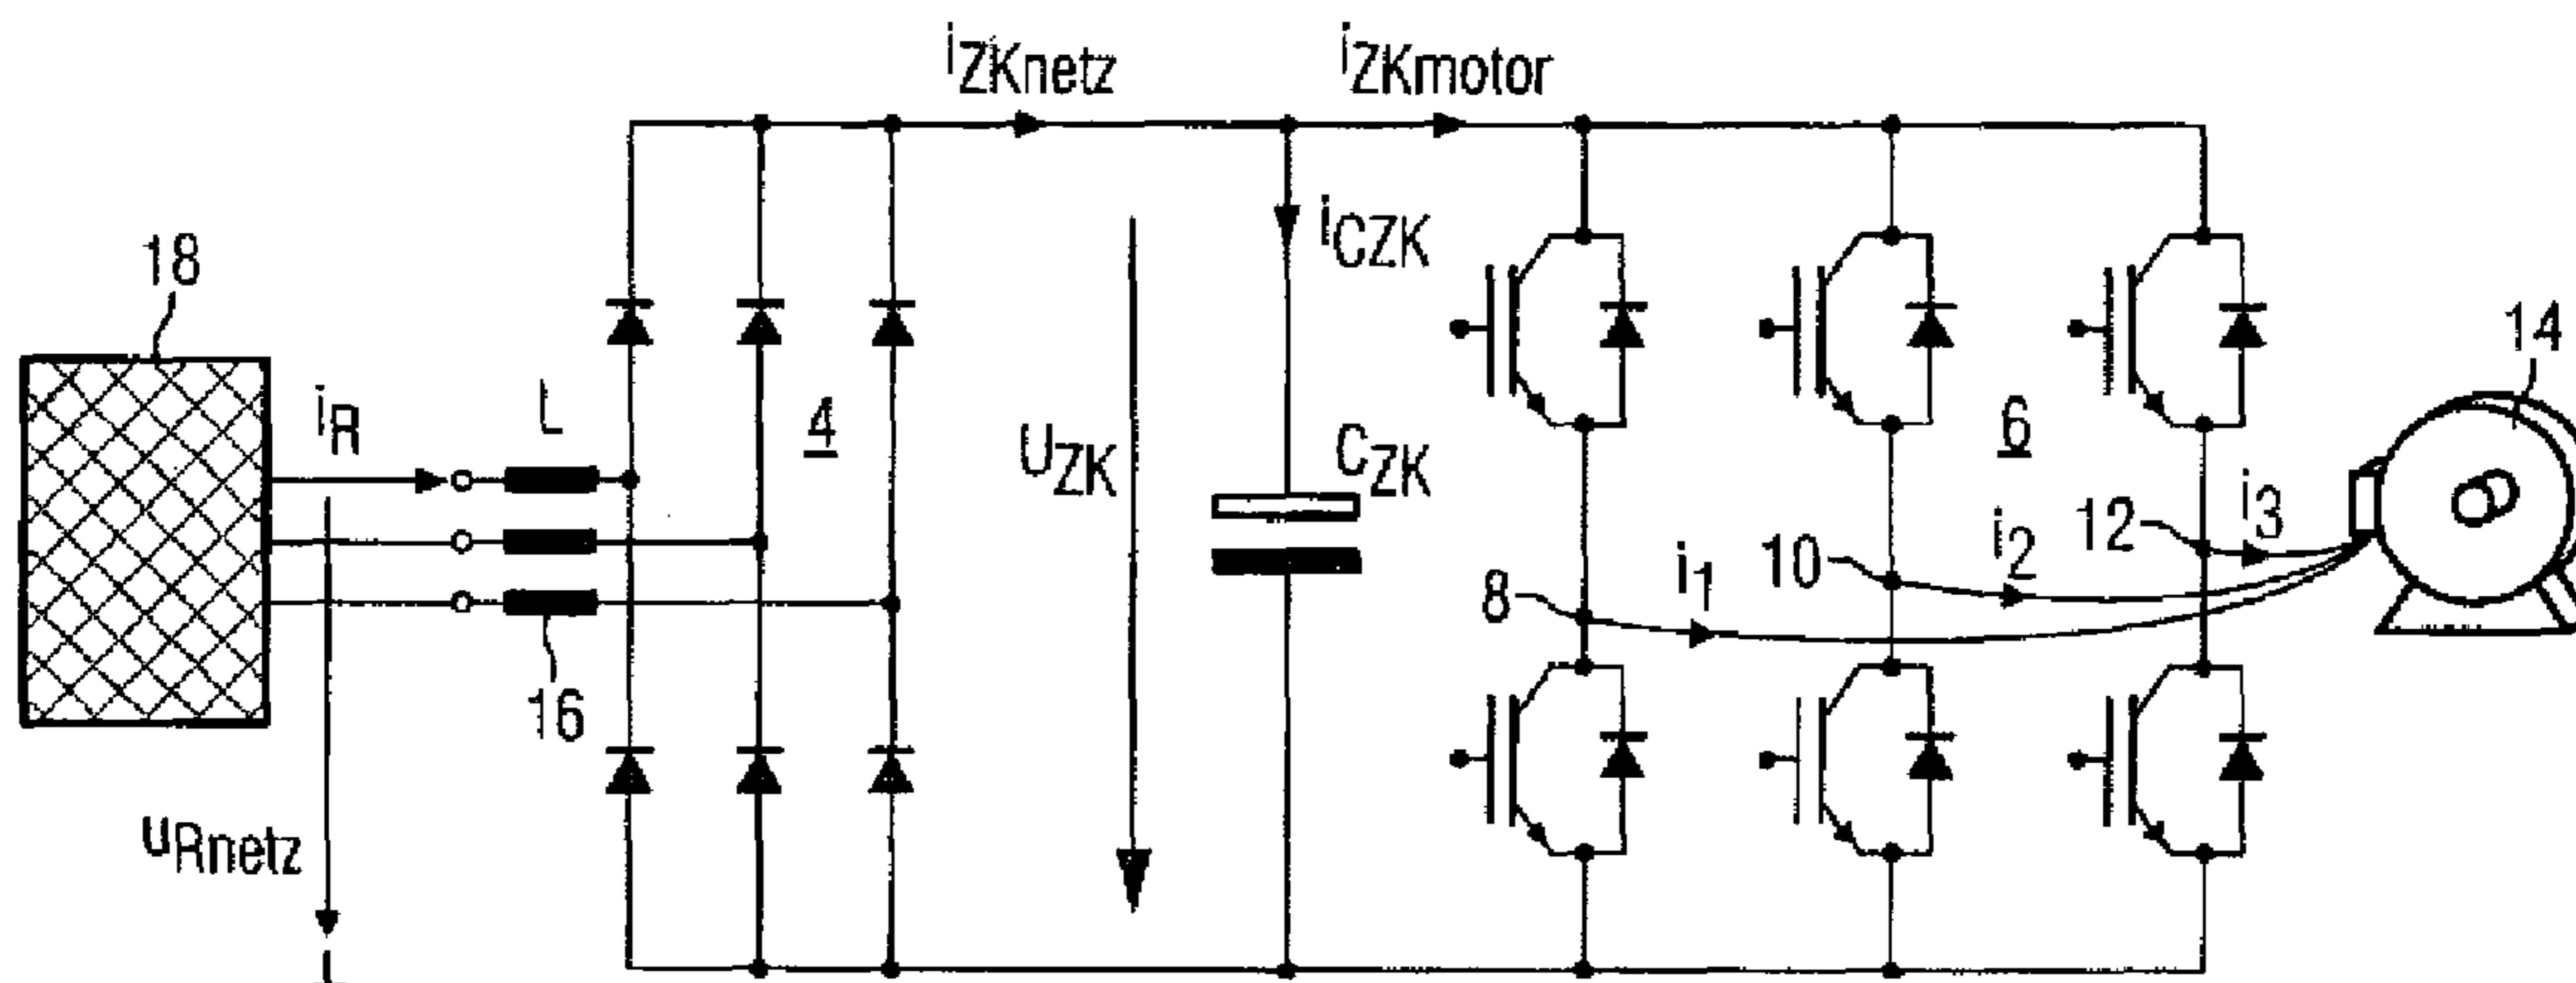 iZKnetz
iZKmotor
18
iCZK
14
iR
L
4
UZK
CZK
6
i3
12
i2
10
i1
8
16
uRnetz